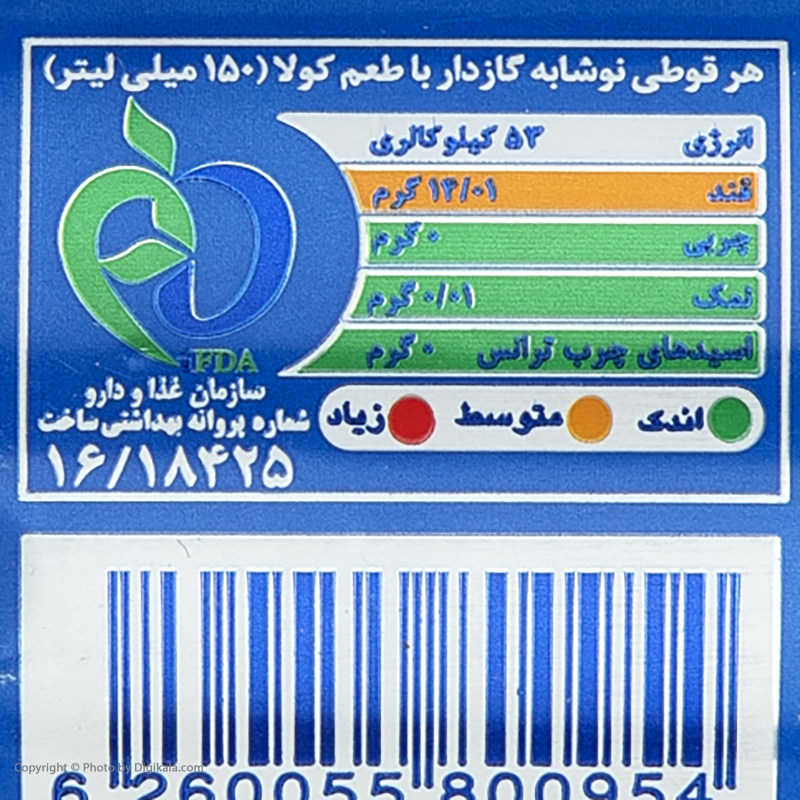 هر قوطی نوشابه گازدار با طعم کولا (۱۵۰ میلی لیتر)
انرژی ۵۳ کیلوکالری
قند ۱۳/۰۱ گرم
چربی ۰ گرم
نمک ۰/۰۱ گرم
اسیدهای چرب ترانس ۰ گرم
اندک متوسط زیاد
FDA
سازمان غذا و دارو
شماره پروانه بهداشتی ساخت
۱۶/۱۸۴۲۵
6 260055 800954
Copyright © Photo by Digikala.com